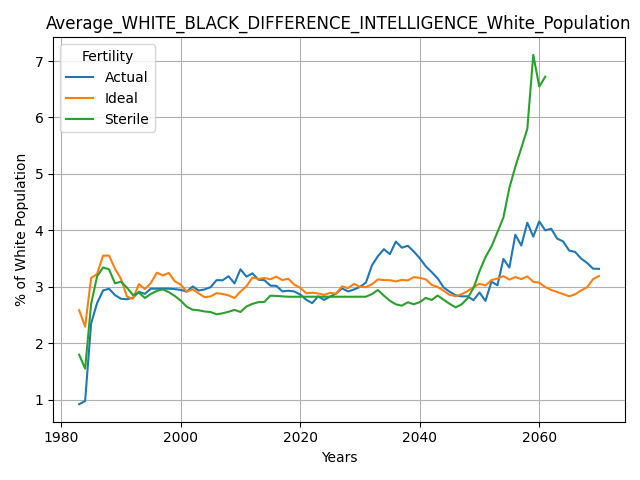 Average_WHITE_BLACK_DIFFERENCE_INTELLIGENCE_White_Population
Fertility
Actual
Ideal
Sterile
7
6
5
4
3
2
1
% of White Population
1980
2000
2020
2040
2060
Years